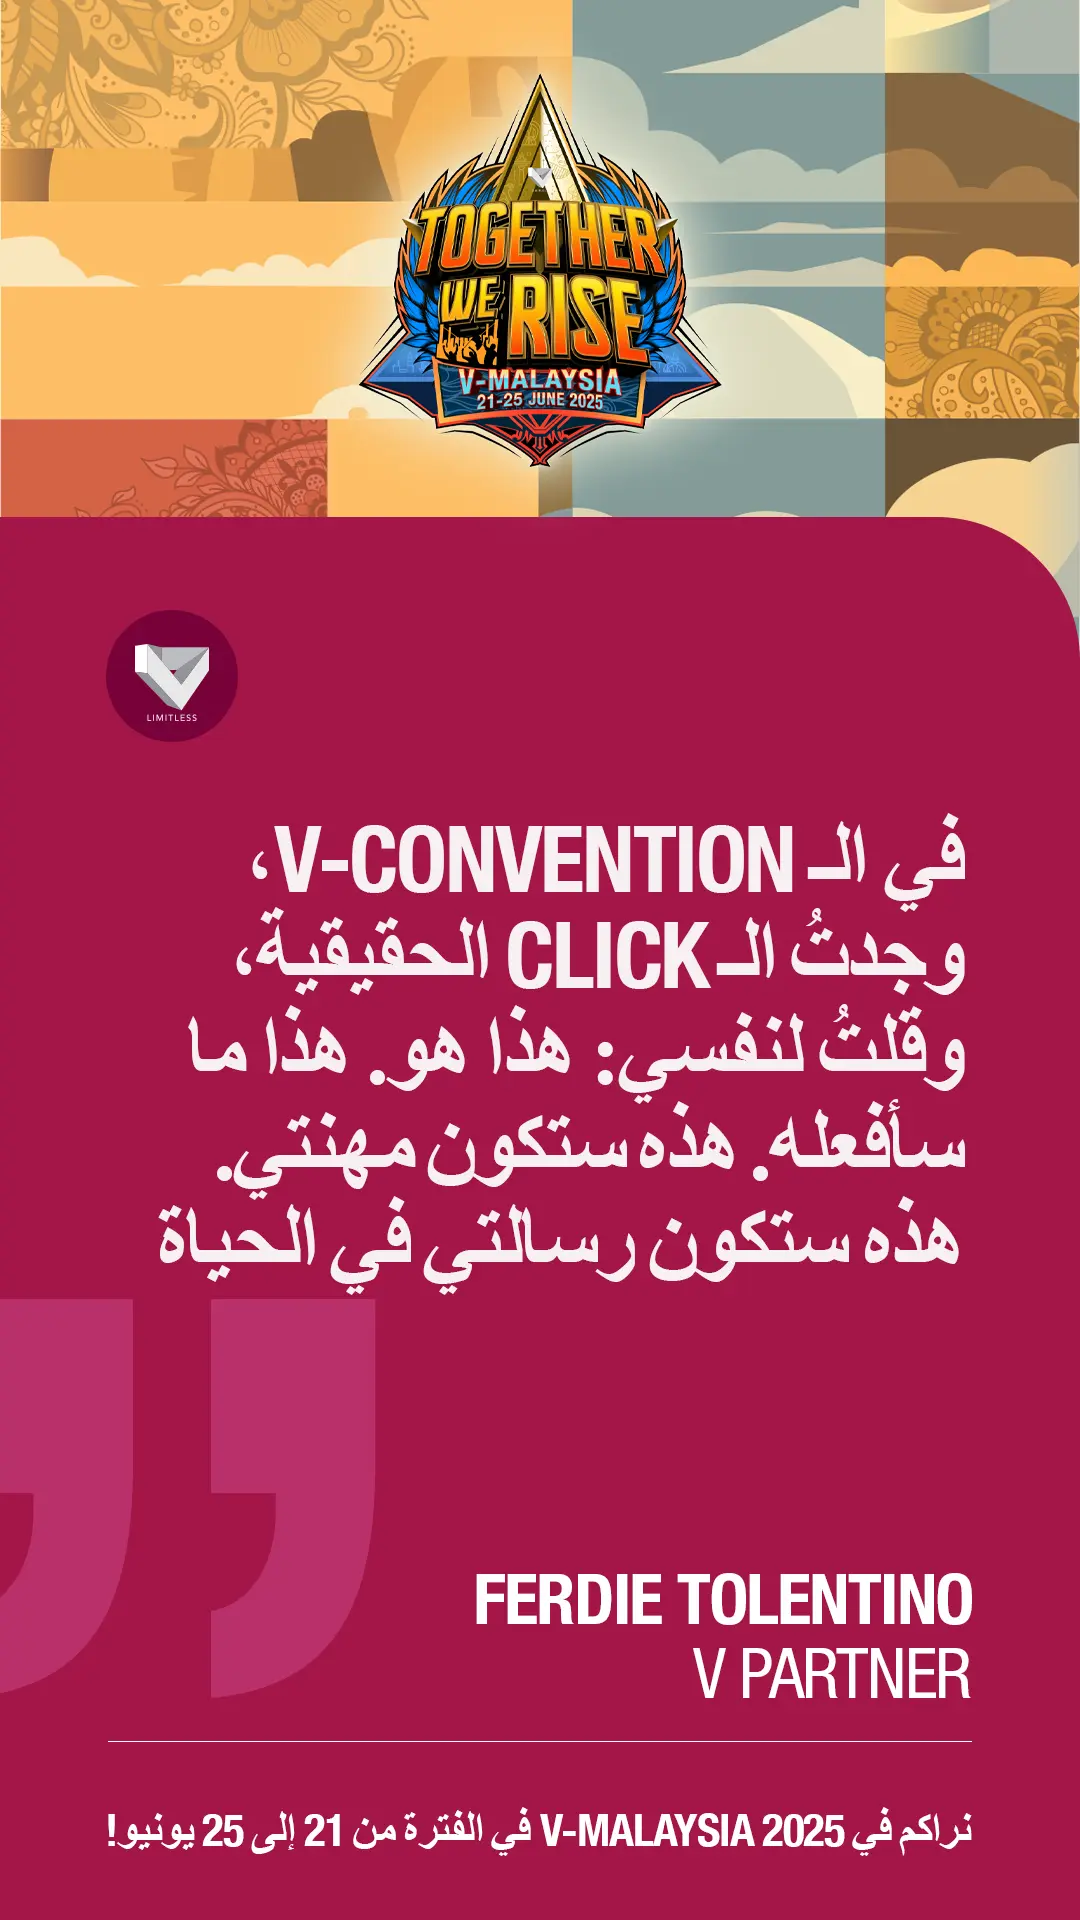 TOGETHER
WE RISE
V-MALAYSIA
21-25 JUNE 2025
LIMITLESS
في الـ V-CONVENTION،
وجدتُ الـ CLICK الحقيقية،
وقلتُ لنفسي: هذا هو. هذا ما
سأفعله. هذه ستكون مهنتي.
هذه ستكون رسالتي في الحياة
FERDIE TOLENTINO
V PARTNER
نراكم في V-MALAYSIA 2025 في الفترة من 21 إلى 25 يونيو!